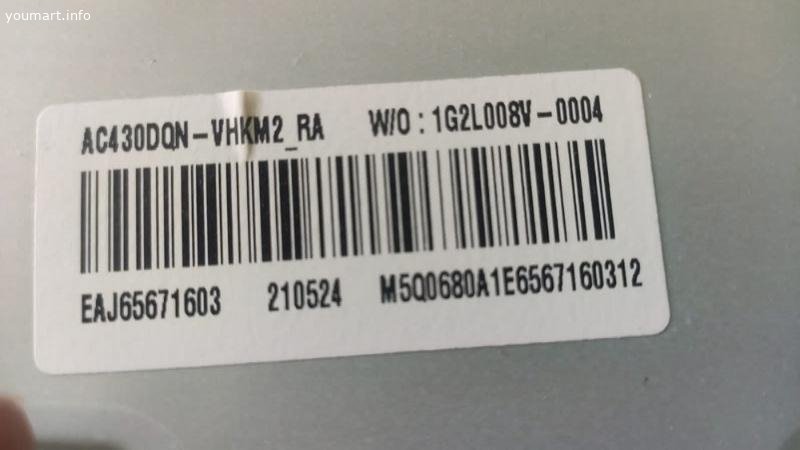 youmart.info
AC430DQN-VHKM2_RA W/O : 1G2L008V-0004
EAJ65671603 210524 M5Q0680A1E6567160312